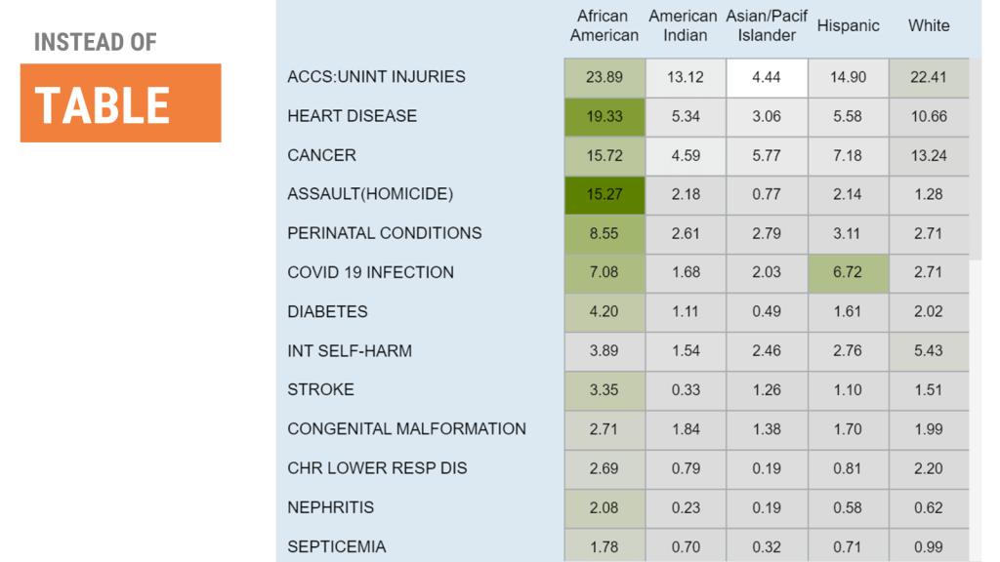 INSTEAD OF
TABLE
African American American Indian Asian/Pacif Islander Hispanic White
ACCS:UNINT INJURIES 23.89 13.12 4.44 14.90 22.41
HEART DISEASE 19.33 5.34 3.06 5.58 10.66
CANCER 15.72 4.59 5.77 7.18 13.24
ASSAULT(HOMICIDE) 15.27 2.18 0.77 2.14 1.28
PERINATAL CONDITIONS 8.55 2.61 2.79 3.11 2.71
COVID 19 INFECTION 7.08 1.68 2.03 6.72 2.71
DIABETES 4.20 1.11 0.49 1.61 2.02
INT SELF-HARM 3.89 1.54 2.46 2.76 5.43
STROKE 3.35 0.33 1.26 1.10 1.51
CONGENITAL MALFORMATION 2.71 1.84 1.38 1.70 1.99
CHR LOWER RESP DIS 2.69 0.79 0.19 0.81 2.20
NEPHRITIS 2.08 0.23 0.19 0.58 0.62
SEPTICEMIA 1.78 0.70 0.32 0.71 0.99